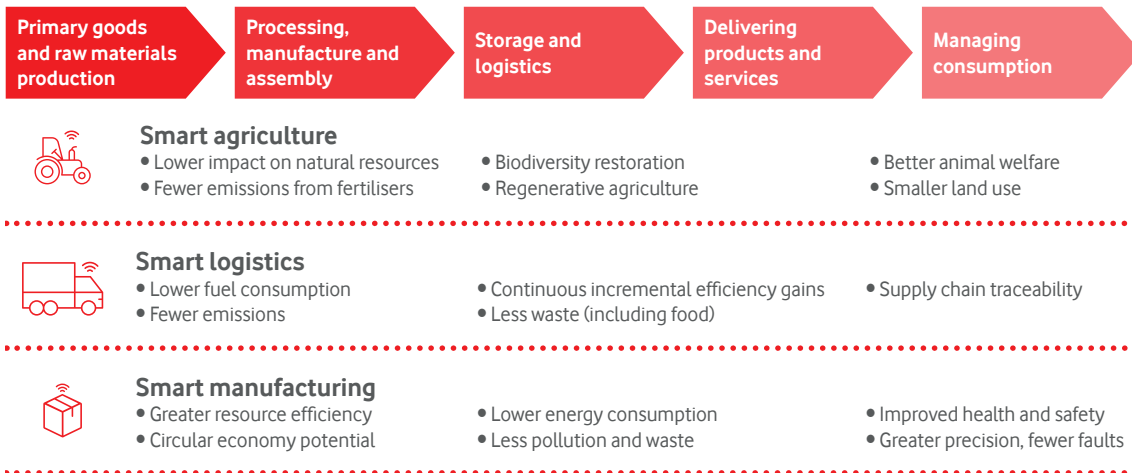 Primary goods
and raw materials
production
Processing,
manufacture and
assembly
Storage and
logistics
Delivering
products and
services
Managing
consumption
Smart agriculture
• Lower impact on natural resources
• Fewer emissions from fertilisers
• Biodiversity restoration
• Regenerative agriculture
• Better animal welfare
• Smaller land use
Smart logistics
• Lower fuel consumption
• Fewer emissions
• Continuous incremental efficiency gains
• Less waste (including food)
• Supply chain traceability
Smart manufacturing
• Greater resource efficiency
• Circular economy potential
• Lower energy consumption
• Less pollution and waste
• Improved health and safety
• Greater precision, fewer faults